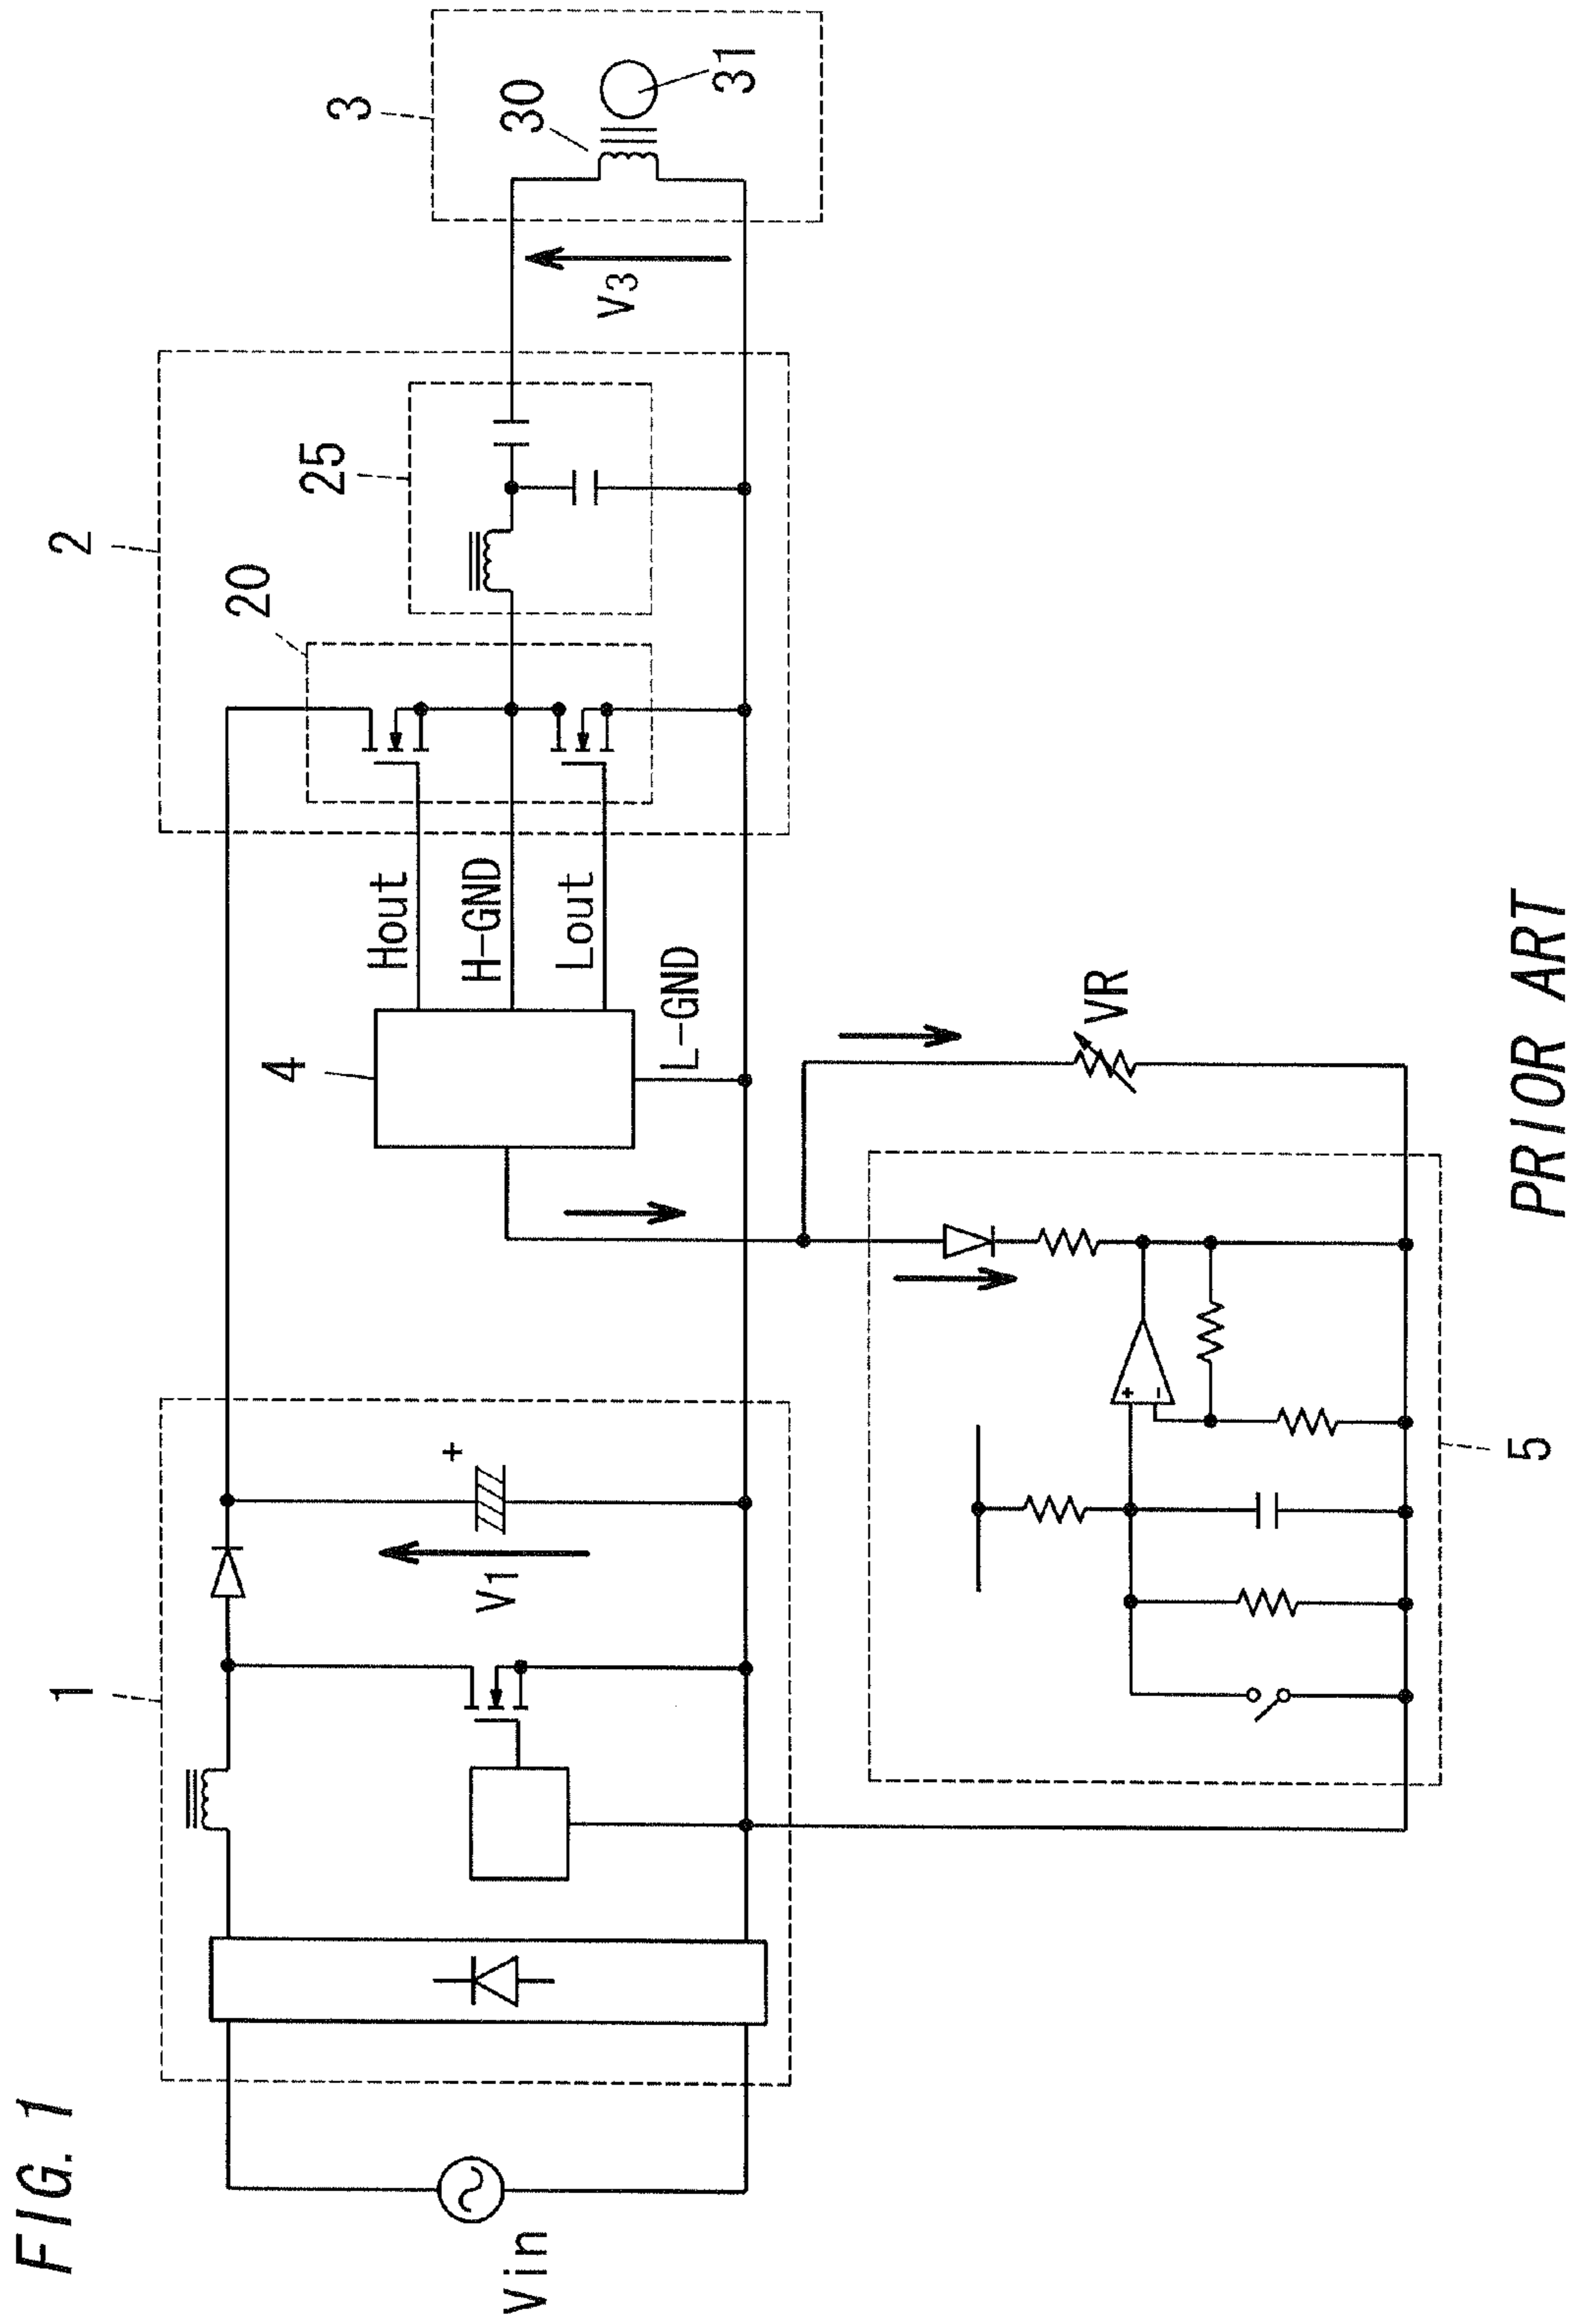 FIG. 1
1
2
3
20
25
30
31
4
Hout
H-GND
Lout
L-GND
V1
+
V3
Vin
VR
+
−
5
PRIOR ART